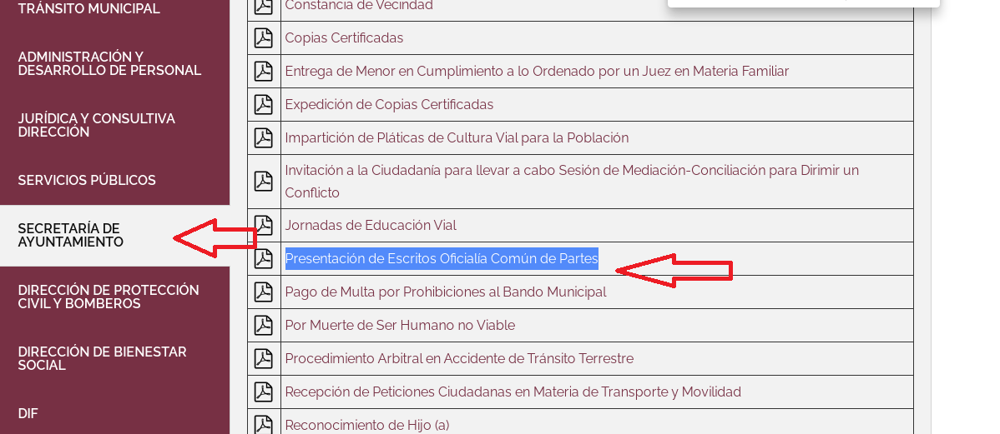 TRÁNSITO MUNICIPAL
ADMINISTRACIÓN Y
DESARROLLO DE PERSONAL
JURÍDICA Y CONSULTIVA
DIRECCIÓN
SERVICIOS PÚBLICOS
SECRETARÍA DE
AYUNTAMIENTO
DIRECCIÓN DE PROTECCIÓN
CIVIL Y BOMBEROS
DIRECCIÓN DE BIENESTAR
SOCIAL
DIF
Constancia de Vecindad
Copias Certificadas
Entrega de Menor en Cumplimiento a lo Ordenado por un Juez en Materia Familiar
Expedición de Copias Certificadas
Impartición de Pláticas de Cultura Vial para la Población
Invitación a la Ciudadanía para llevar a cabo Sesión de Mediación-Conciliación para Dirimir un
Conflicto
Jornadas de Educación Vial
Presentación de Escritos Oficialía Común de Partes
Pago de Multa por Prohibiciones al Bando Municipal
Por Muerte de Ser Humano no Viable
Procedimiento Arbitral en Accidente de Tránsito Terrestre
Recepción de Peticiones Ciudadanas en Materia de Transporte y Movilidad
Reconocimiento de Hijo (a)